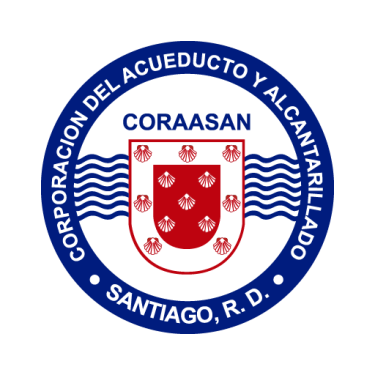 CORPORACION DEL ACUEDUCTO Y ALCANTARILLADO
CORAASAN
• SANTIAGO, R. D. •